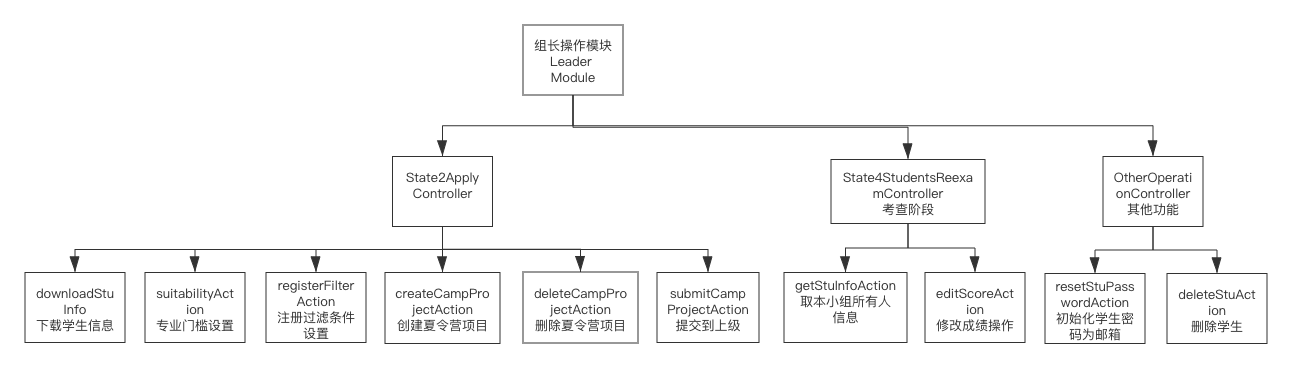 组长操作模块
Leader
Module
State2Apply
Controller
State4StudentsReexa
mController
考查阶段
OtherOperati
onController
其他功能
downloadStu
Info
下载学生信息
suitabilityAct
ion
专业门槛设置
registerFilter
Action
注册过滤条件
设置
createCampPro
jectAction
创建夏令营项目
deleteCampPro
jectAction
删除夏令营项目
submitCamp
ProjectAction
提交到上级
getStuInfoAction
取本小组所有人
信息
editScoreAct
ion
修改成绩操作
resetStuPass
wordAction
初始化学生密
码为邮箱
deleteStuAct
ion
删除学生